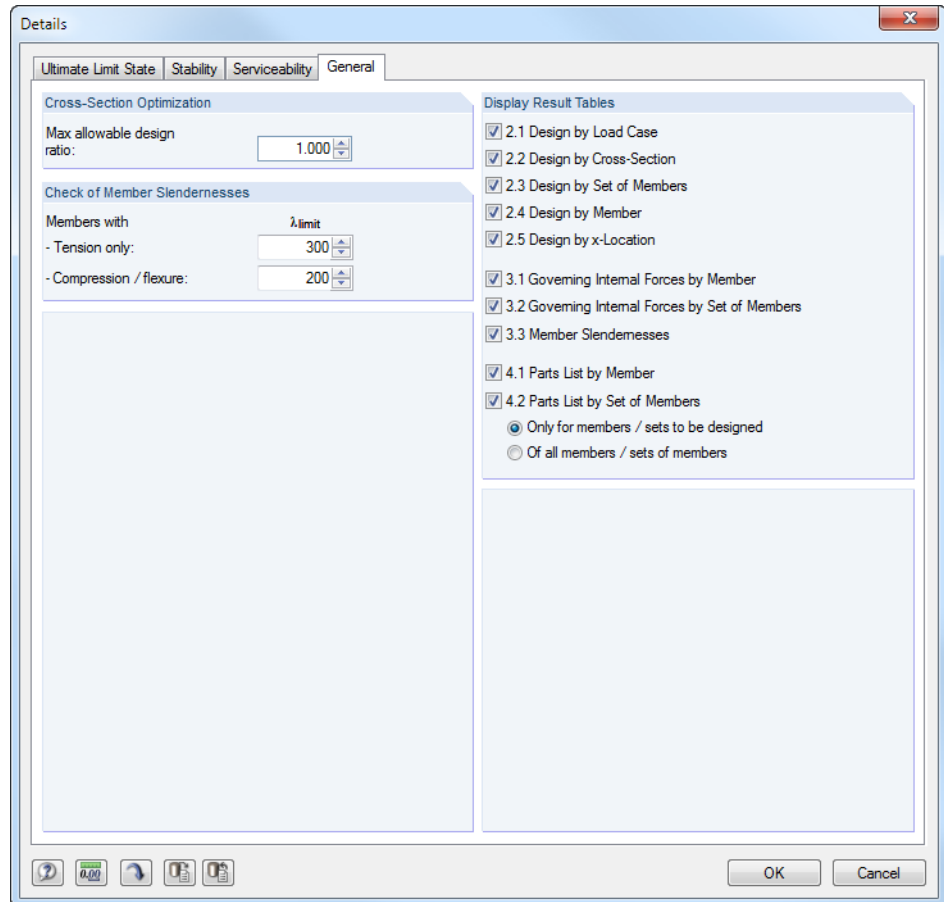 Details
Ultimate Limit State Stability Serviceability General
Cross-Section Optimization
Max allowable design
ratio:
1.000
Check of Member Slendernesses
Members with λlimit
- Tension only: 300
- Compression / flexure: 200
Display Result Tables
2.1 Design by Load Case
2.2 Design by Cross-Section
2.3 Design by Set of Members
2.4 Design by Member
2.5 Design by x-Location
3.1 Governing Internal Forces by Member
3.2 Governing Internal Forces by Set of Members
3.3 Member Slendernesses
4.1 Parts List by Member
4.2 Parts List by Set of Members
Only for members / sets to be designed
Of all members / sets of members
0.00
OK Cancel